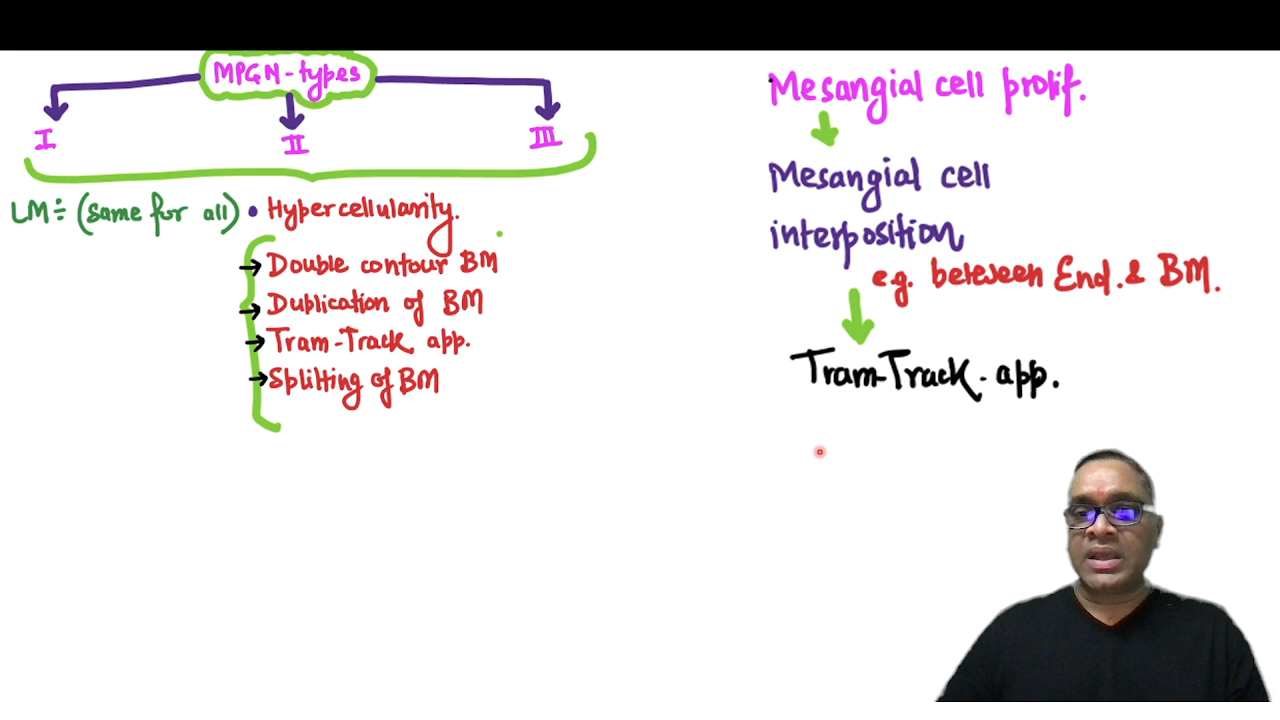 MPGN-types
I
II
III
LM÷ (same for all) • Hypercellularity.
→ Double contour BM
→ Duplication of BM
→ Tram-Track app.
→ Splitting of BM
Mesangial cell prolif.
Mesangial cell
interposition
e.g. between End. & BM.
Tram-Track-app.